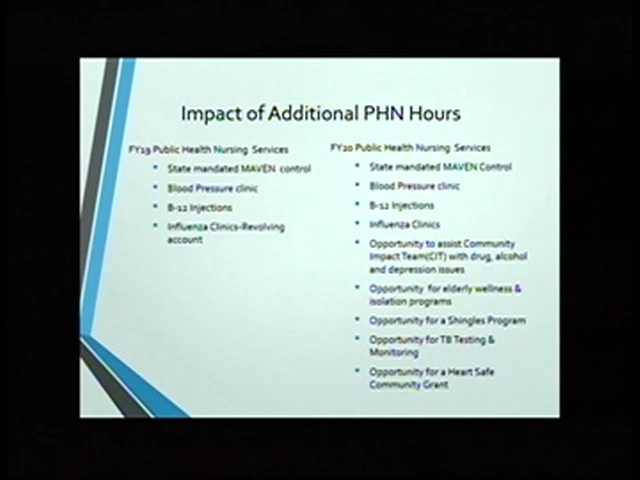 Impact of Additional PHN Hours
FY19 Public Health Nursing Services
State mandated MAVEN control
Blood Pressure clinic
B-12 Injections
Influenza Clinics-Revolving
account
FY20 Public Health Nursing Services
State mandated MAVEN Control
Blood Pressure clinic
B-12 Injections
Influenza Clinics
Opportunity to assist Community
Impact Team(CIT) with drug, alcohol
and depression issues
Opportunity for elderly wellness &
isolation programs
Opportunity for a Shingles Program
Opportunity for TB Testing &
Monitoring
Opportunity for a Heart Safe
Community Grant